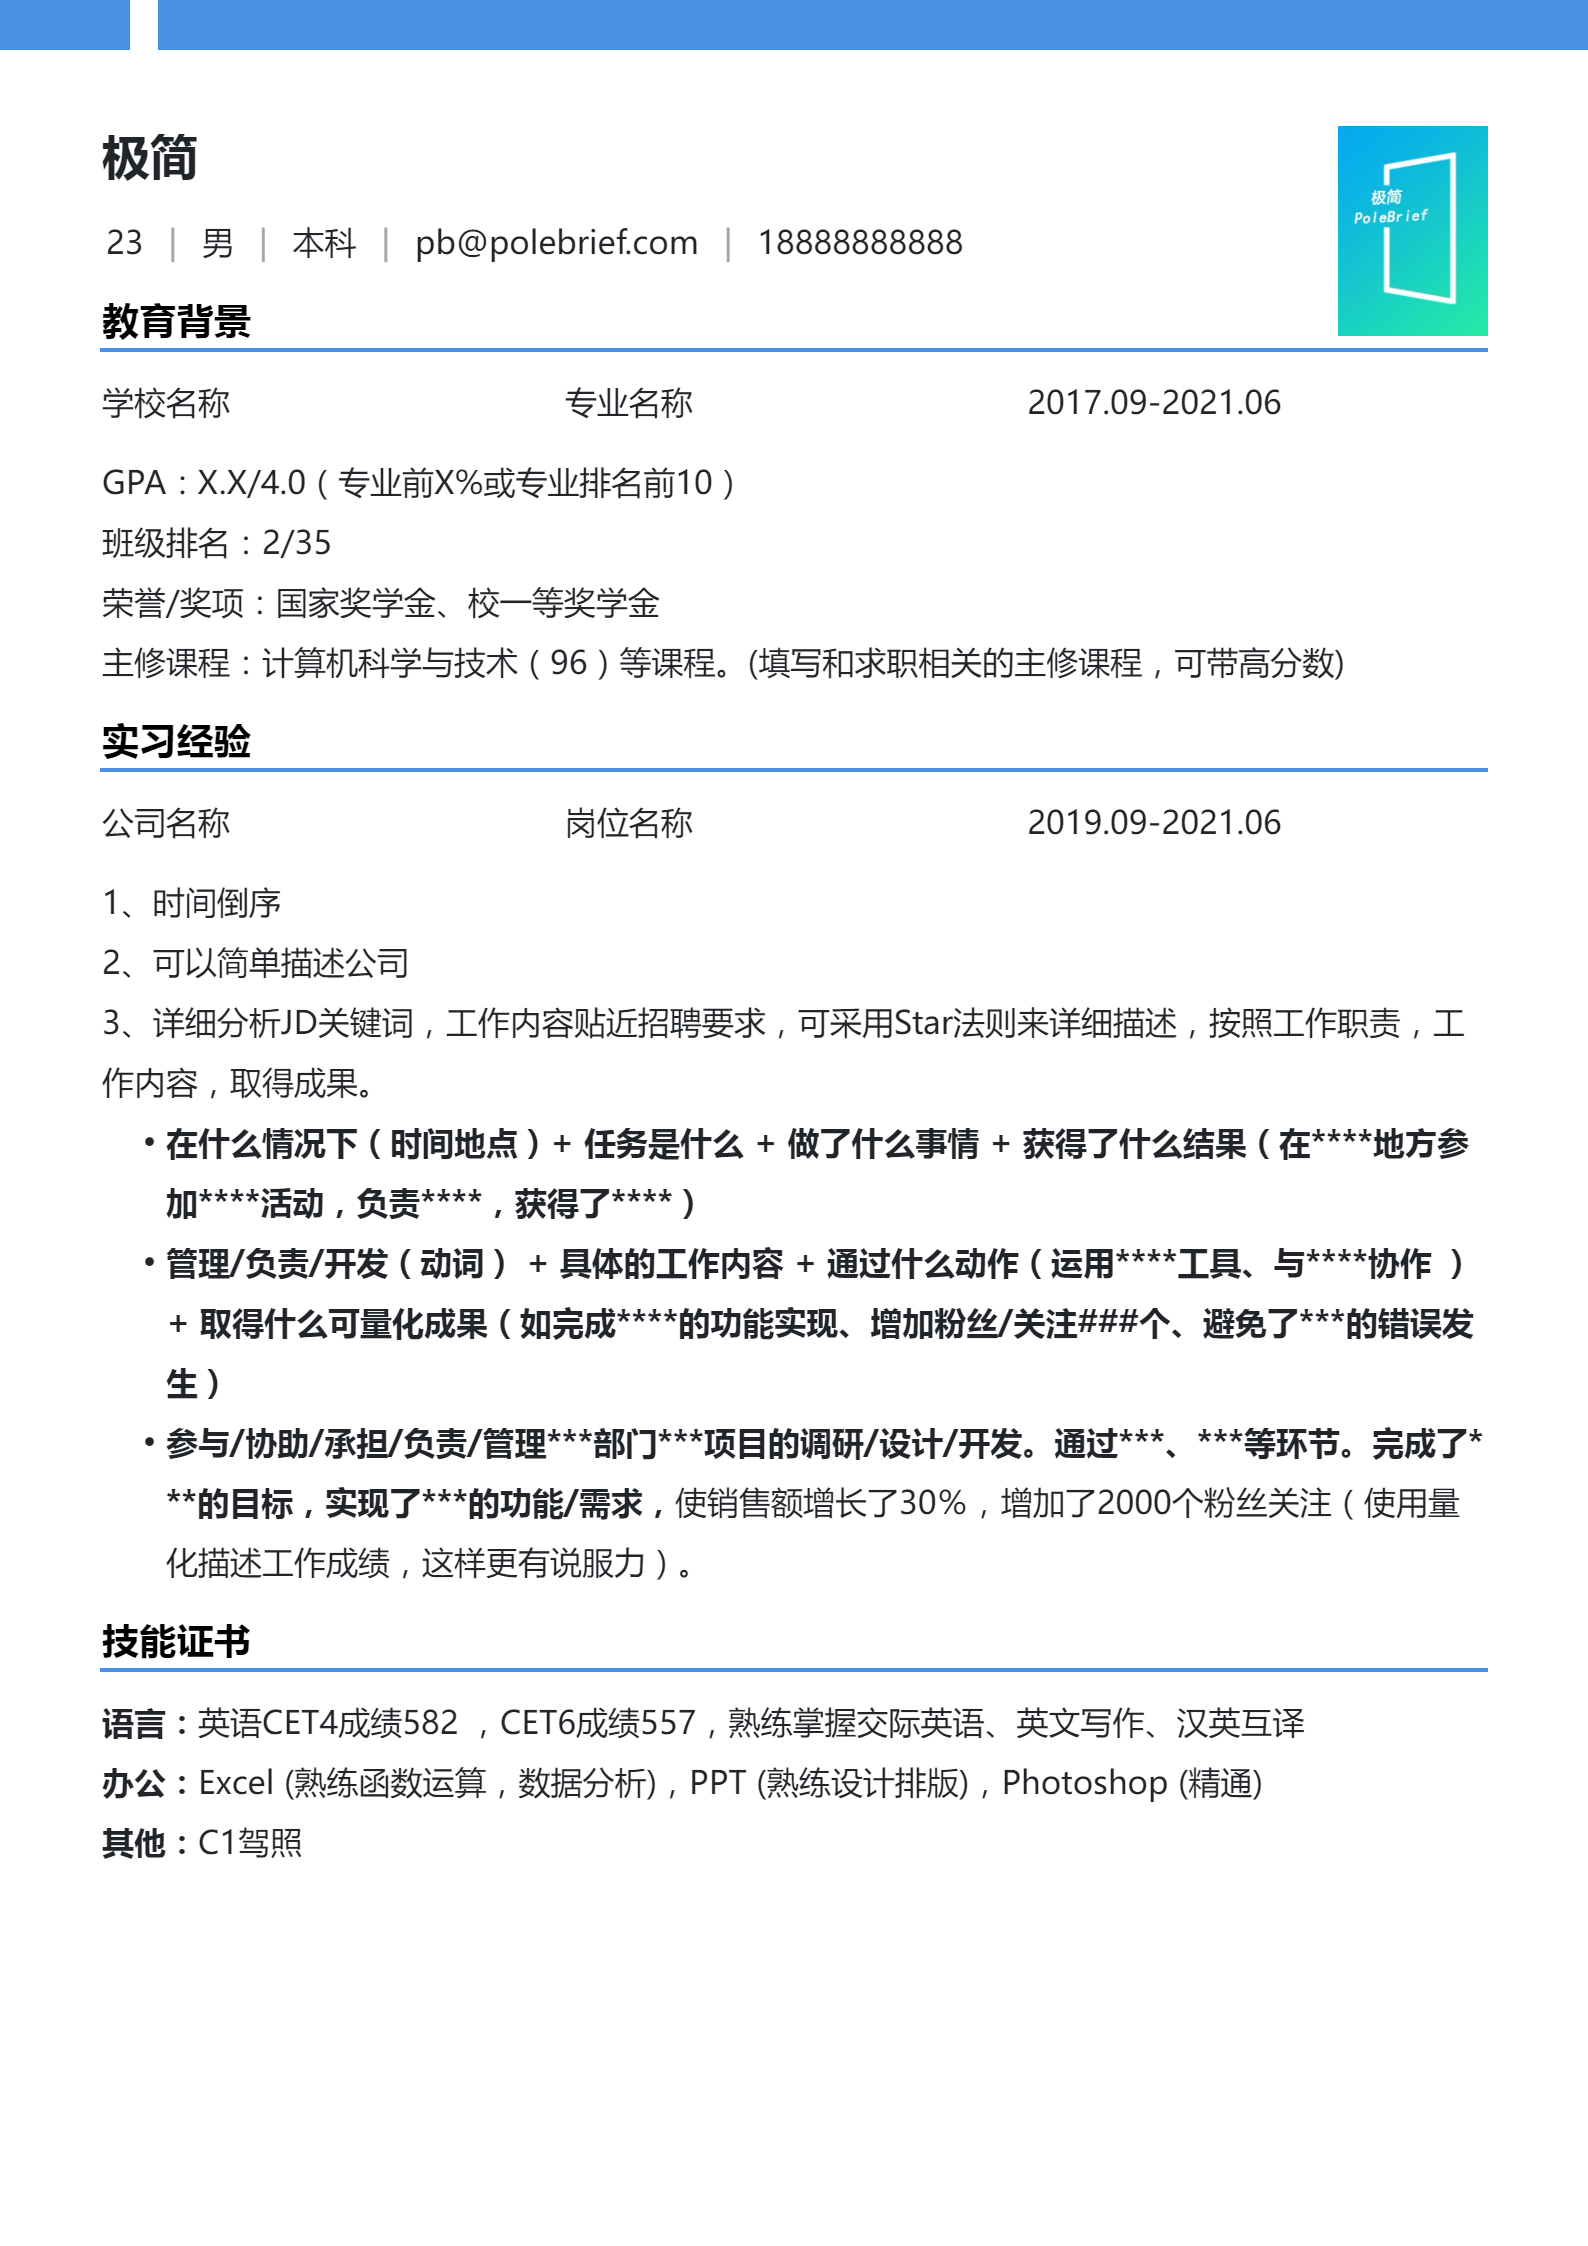 极简
23 | 男 | 本科 | pb@polebrief.com | 18888888888
极简
PoleBrief
教育背景
学校名称 专业名称 2017.09-2021.06
GPA：X.X/4.0（专业前X%或专业排名前10）
班级排名：2/35
荣誉/奖项：国家奖学金、校一等奖学金
主修课程：计算机科学与技术（96）等课程。(填写和求职相关的主修课程，可带高分数)
实习经验
公司名称 岗位名称 2019.09-2021.06
1、时间倒序
2、可以简单描述公司
3、详细分析JD关键词，工作内容贴近招聘要求，可采用Star法则来详细描述，按照工作职责，工
作内容，取得成果。
•在什么情况下（时间地点）+ 任务是什么 + 做了什么事情 + 获得了什么结果（在****地方参
加****活动，负责****，获得了****）
•管理/负责/开发（动词） + 具体的工作内容 + 通过什么动作（运用****工具、与****协作 ）
+ 取得什么可量化成果（如完成****的功能实现、增加粉丝/关注###个、避免了***的错误发
生）
•参与/协助/承担/负责/管理***部门***项目的调研/设计/开发。通过***、***等环节。完成了*
**的目标，实现了***的功能/需求，使销售额增长了30%，增加了2000个粉丝关注（使用量
化描述工作成绩，这样更有说服力）。
技能证书
语言：英语CET4成绩582 ，CET6成绩557，熟练掌握交际英语、英文写作、汉英互译
办公：Excel (熟练函数运算，数据分析)，PPT (熟练设计排版)，Photoshop (精通)
其他：C1驾照